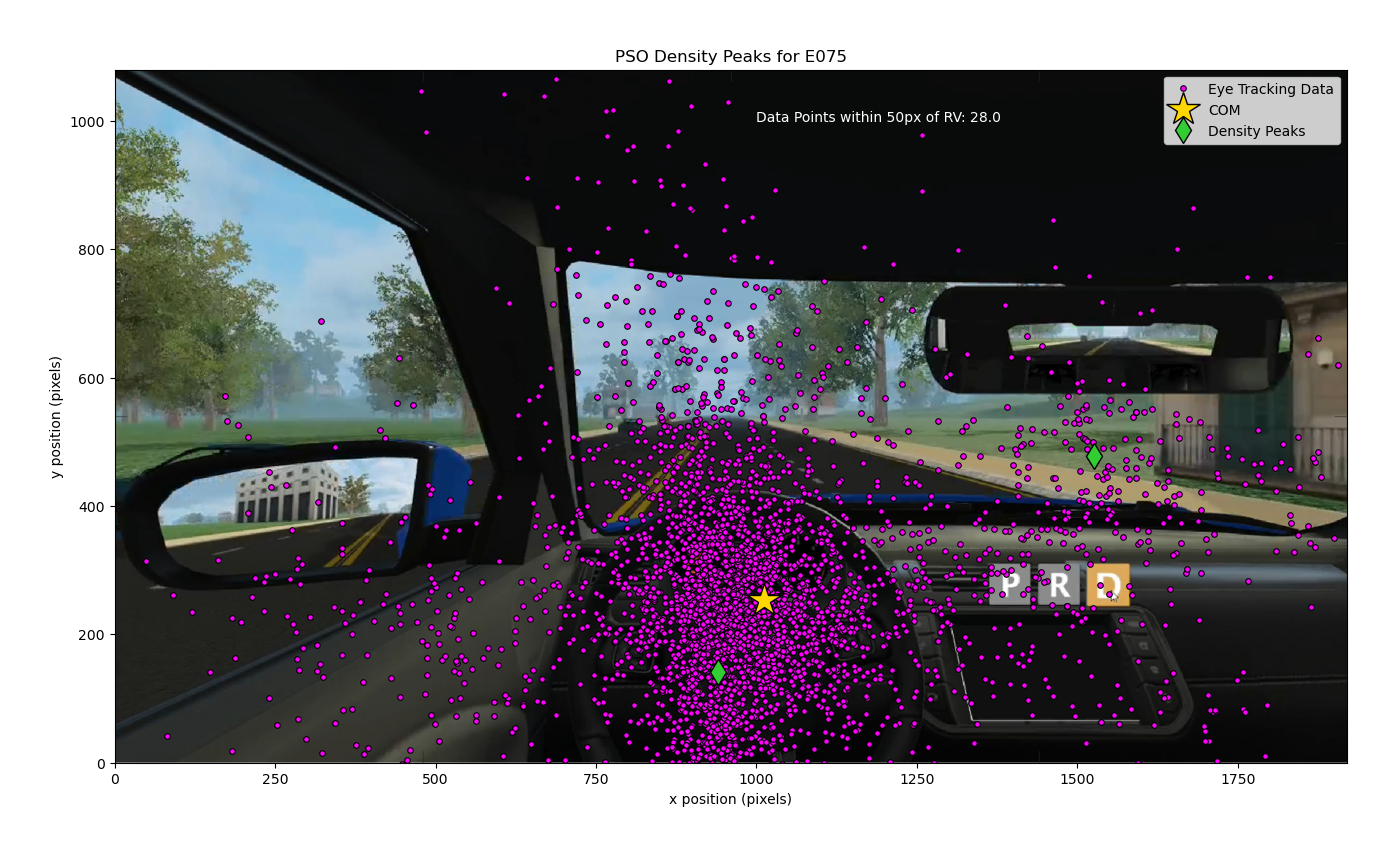 PSO Density Peaks for E075
Data Points within 50px of RV: 28.0
Eye Tracking Data
COM
Density Peaks
y position (pixels)
1000
800
600
400
200
0
P R D
0 250 500 750 1000 1250 1500 1750
x position (pixels)